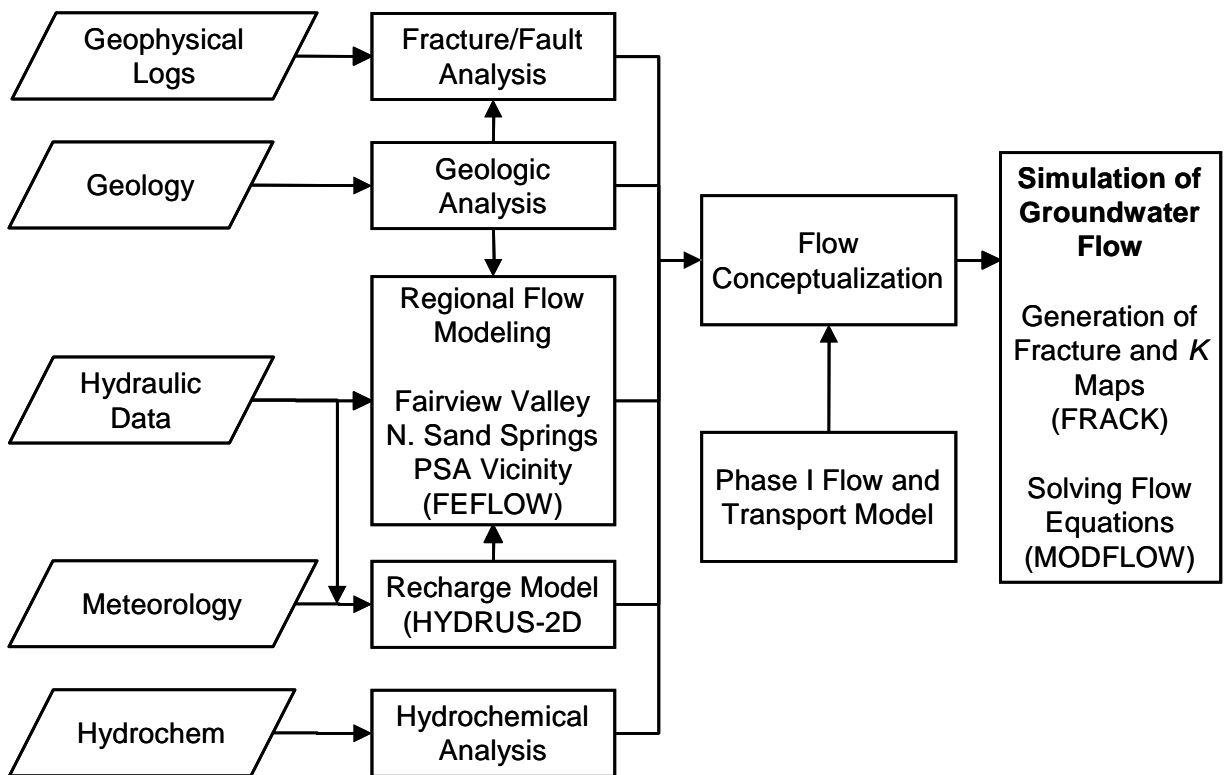 Geophysical
Logs
Fracture/Fault
Analysis
Geology
Geologic
Analysis
Hydraulic
Data
Regional Flow
Modeling
Fairview Valley
N. Sand Springs
PSA Vicinity
(FEFLOW)
Meteorology
Recharge Model
(HYDRUS-2D
Hydrochem
Hydrochemical
Analysis
Flow
Conceptualization
Phase I Flow and
Transport Model
Simulation of
Groundwater
Flow
Generation of
Fracture and K
Maps
(FRACK)
Solving Flow
Equations
(MODFLOW)